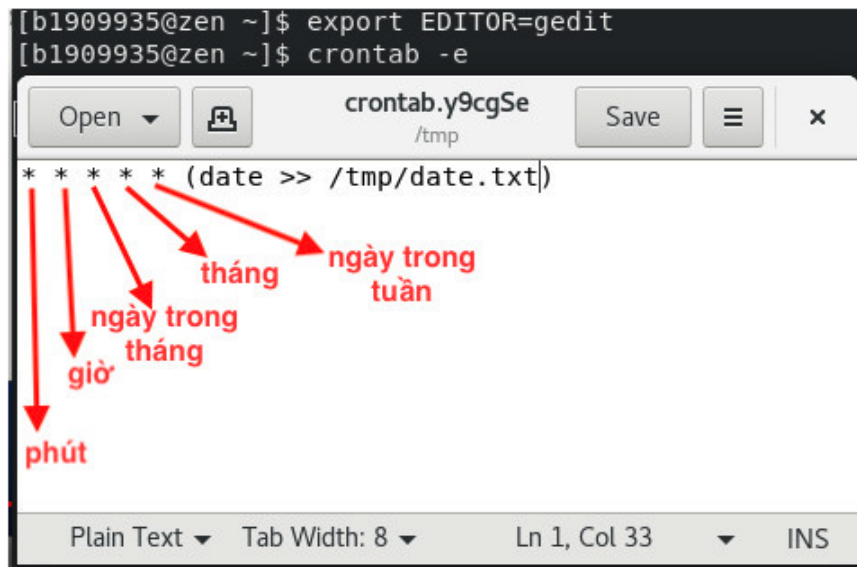 [b1909935@zen ~]$ export EDITOR=gedit
[b1909935@zen ~]$ crontab -e
Open
crontab.y9cgSe
Save
/tmp
* * * * * (date >> /tmp/date.txt)
tháng
ngày trong
tuần
ngày trong
tháng
giờ
phút
Plain Text Tab Width: 8 Ln 1, Col 33 INS